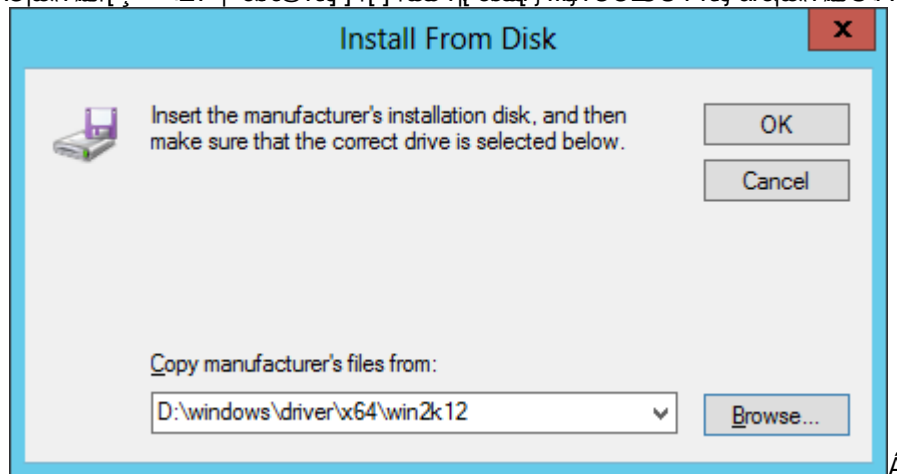 Install From Disk
x
Insert the manufacturer's installation disk, and then
make sure that the correct drive is selected below.
OK
Cancel
Copy manufacturer's files from:
D:\windows\driver\x64\win2k12
Browse...